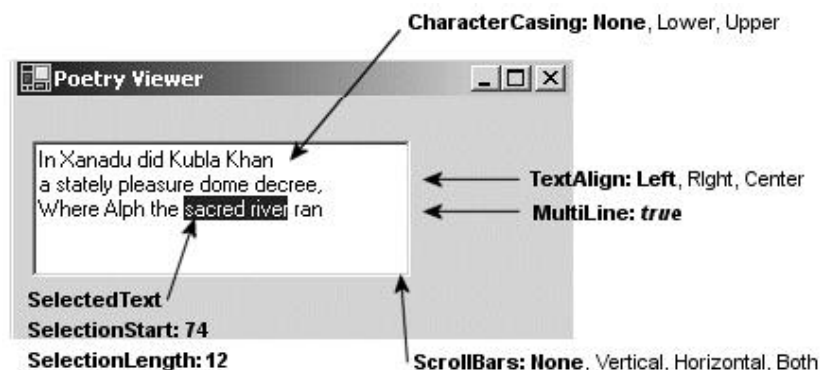 CharacterCasing: None, Lower, Upper
Poetry Viewer
In Xanadu did Kubla Khan
a stately pleasure dome decree,
Where Alph the sacred river ran
TextAlign: Left, RIght, Center
MultiLine: true
SelectedText
SelectionStart: 74
SelectionLength: 12
ScrollBars: None, Vertical, Horizontal, Both